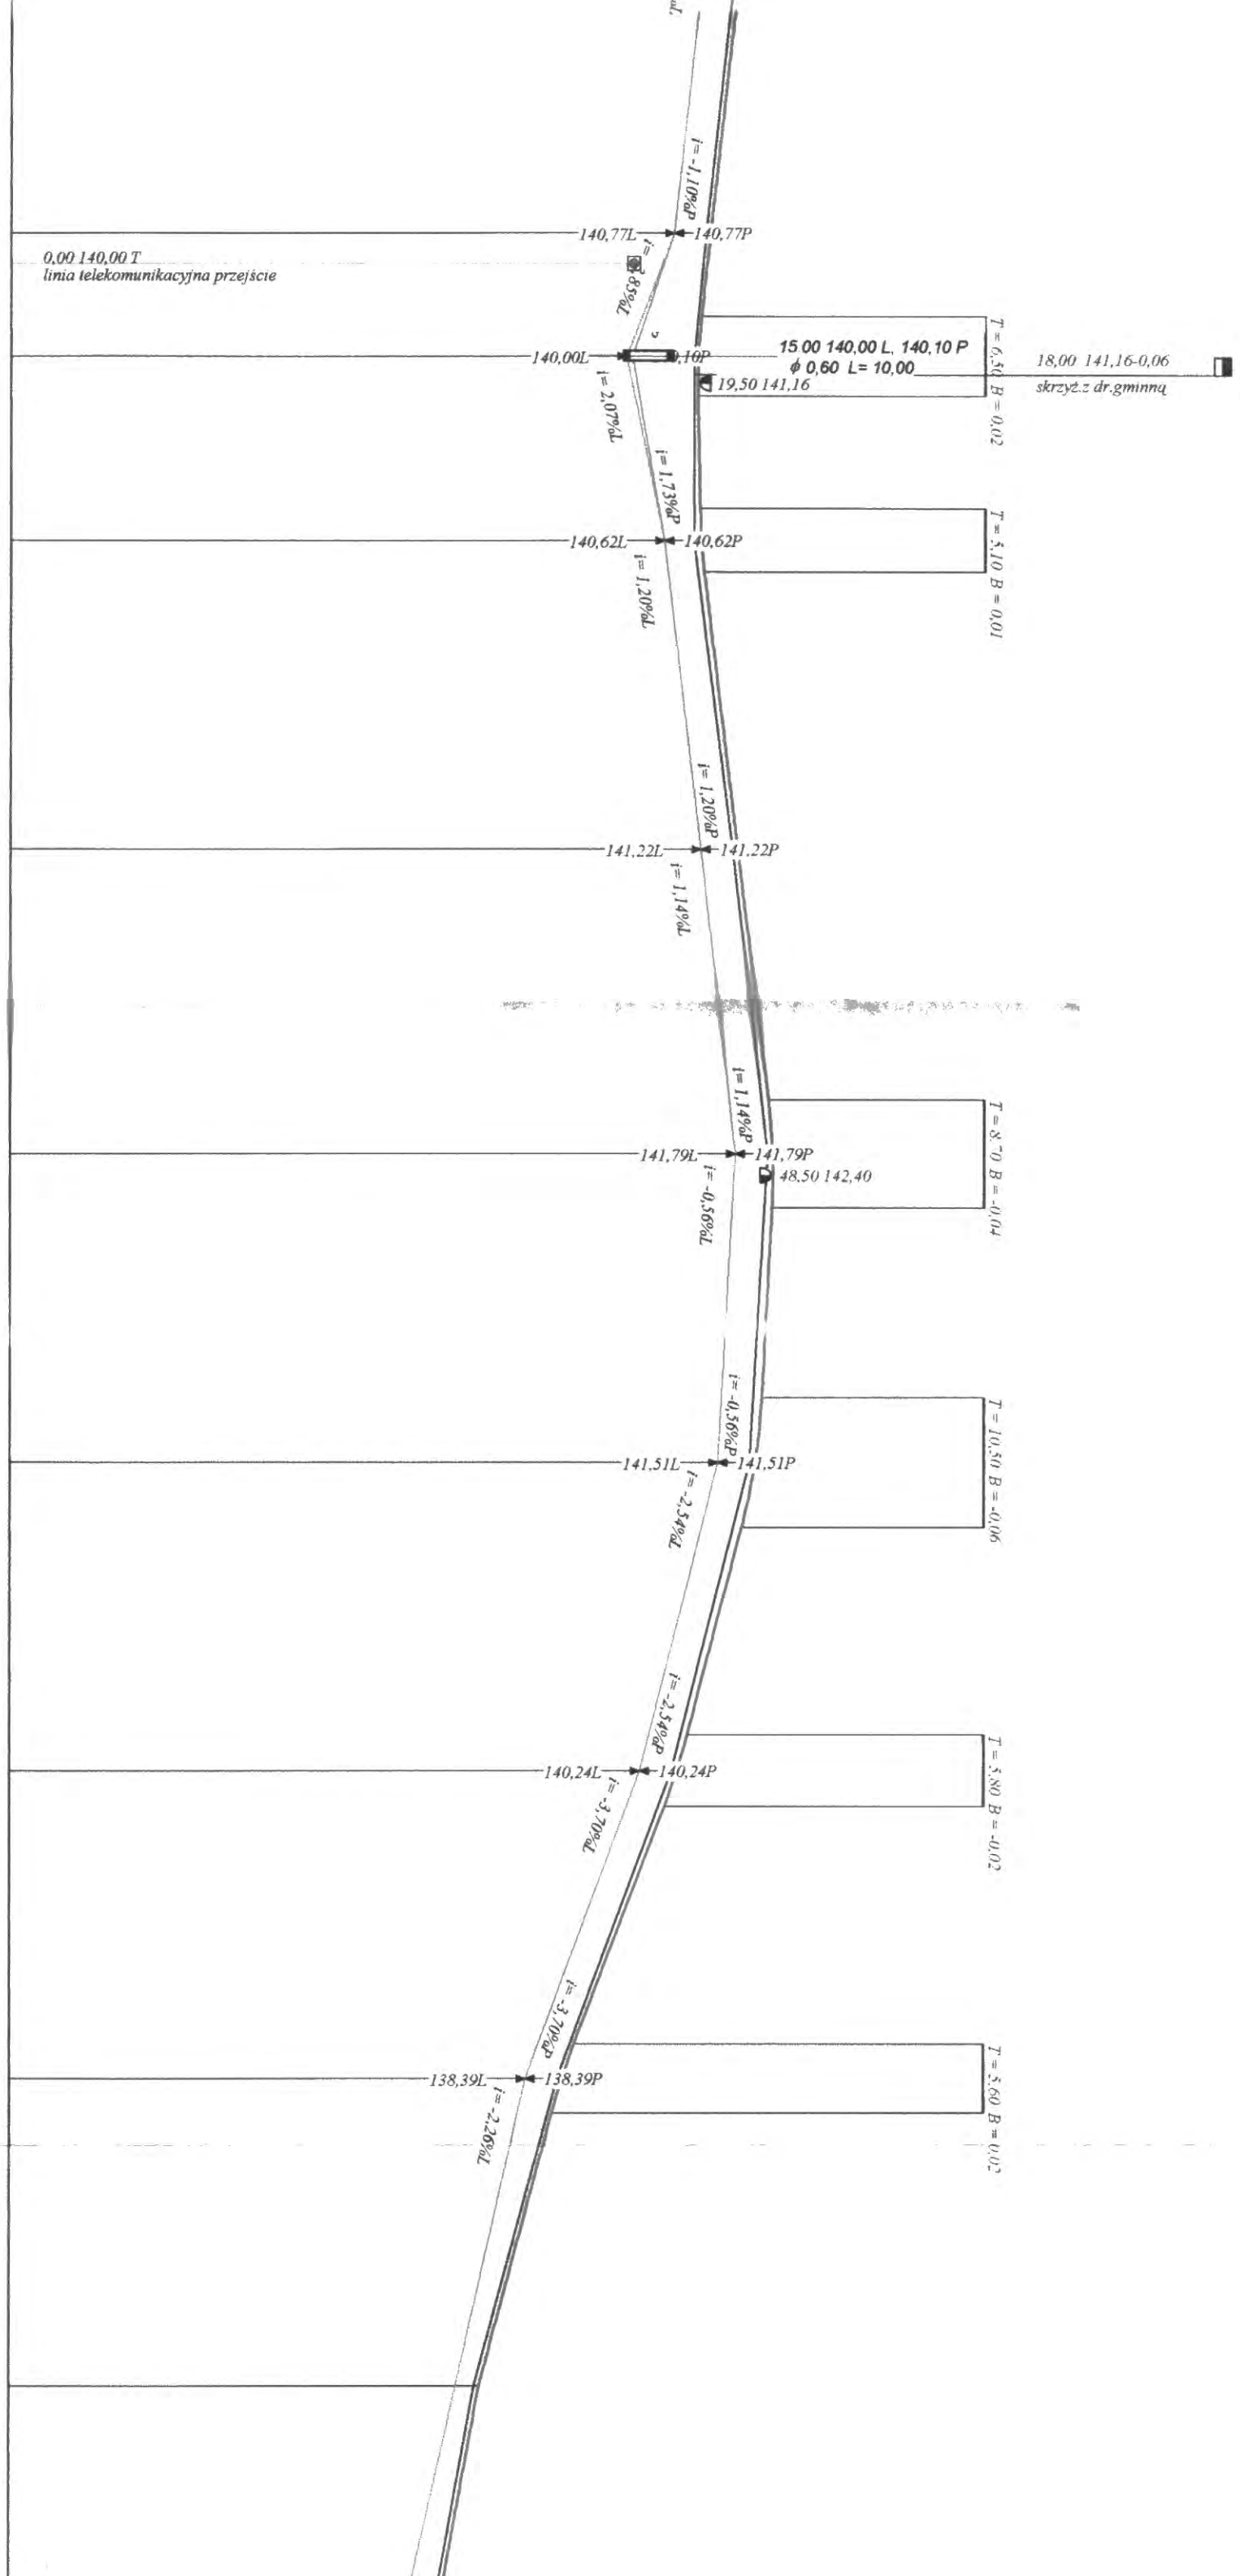 i= -1,10%P
140,77L
140,77P
0,00 140,00 T
linia telekomunikacyjna przejście
15 00 140,00 L, 140,10 P
ϕ 0,60 L= 10,00
T = 6,50 B = 0,02
18,00 141,16-0,06
skrzyż.z dr.gminną
140,00L
19,50 141,16
i= 2,07%L
i= 1,73%P
T = 5,10 B = 0,01
140,62L
140,62P
i= 1,20%L
i= 1,20%P
141,22L
141,22P
i= 1,14%L
i= 1,14%P
T = 8,70 B = -0,04
141,79L
141,79P
48,50 142,40
i= -0,56%L
i= -0,56%P
T = 10,50 B = -0,06
141,51L
141,51P
i= -2,54%L
i= -2,54%P
T = 5,80 B = -0,02
140,24L
140,24P
i= -3,70%L
i= -3,70%P
T = 5,60 B = 0,02
138,39L
138,39P
i= -2,26%L